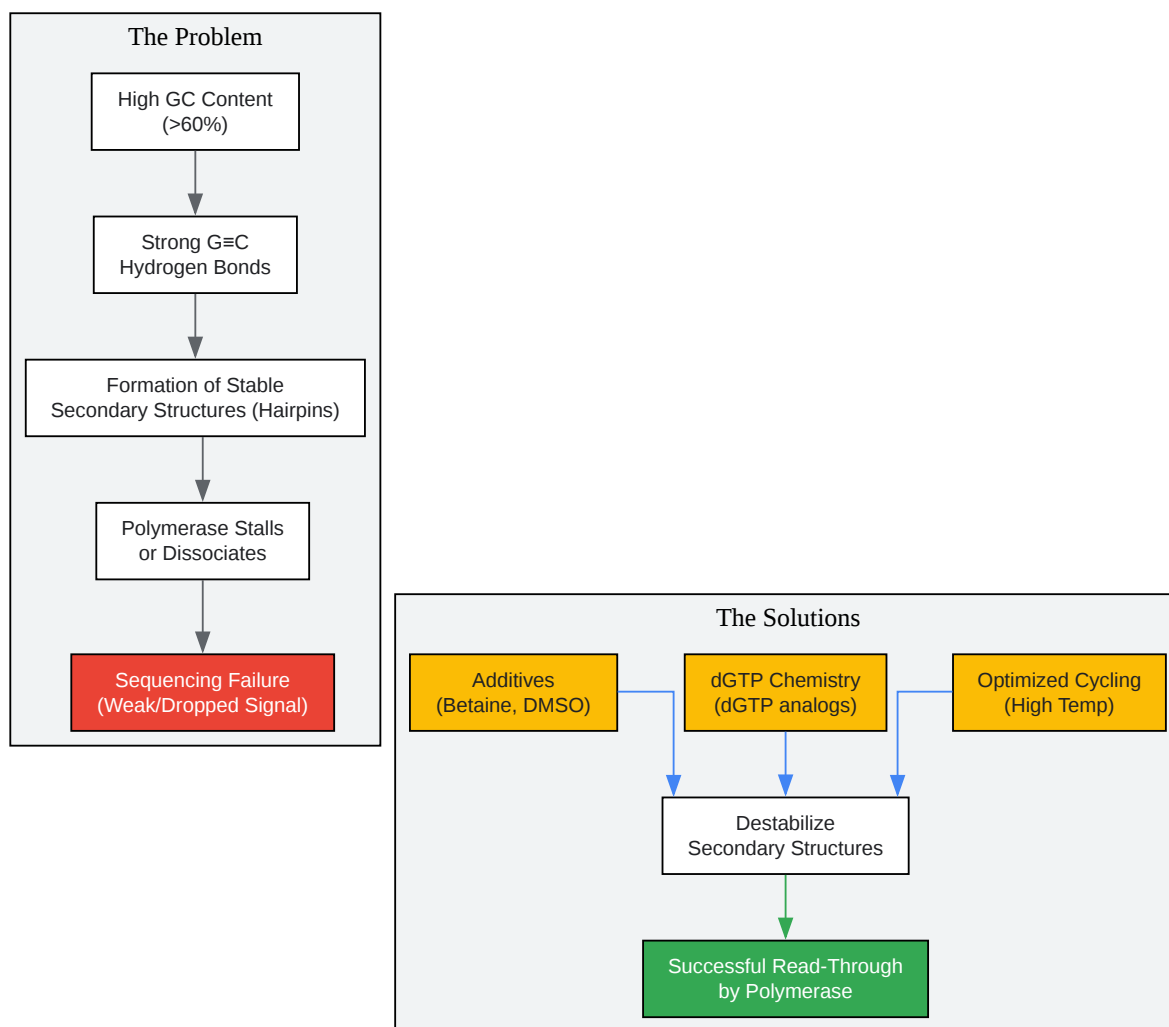 The Problem
High GC Content
(>60%)
Strong G≡C
Hydrogen Bonds
Formation of Stable
Secondary Structures (Hairpins)
Polymerase Stalls
or Dissociates
Sequencing Failure
(Weak/Dropped Signal)
The Solutions
Additives
(Betaine, DMSO)
dGTP Chemistry
(dGTP analogs)
Optimized Cycling
(High Temp)
Destabilize
Secondary Structures
Successful Read-Through
by Polymerase